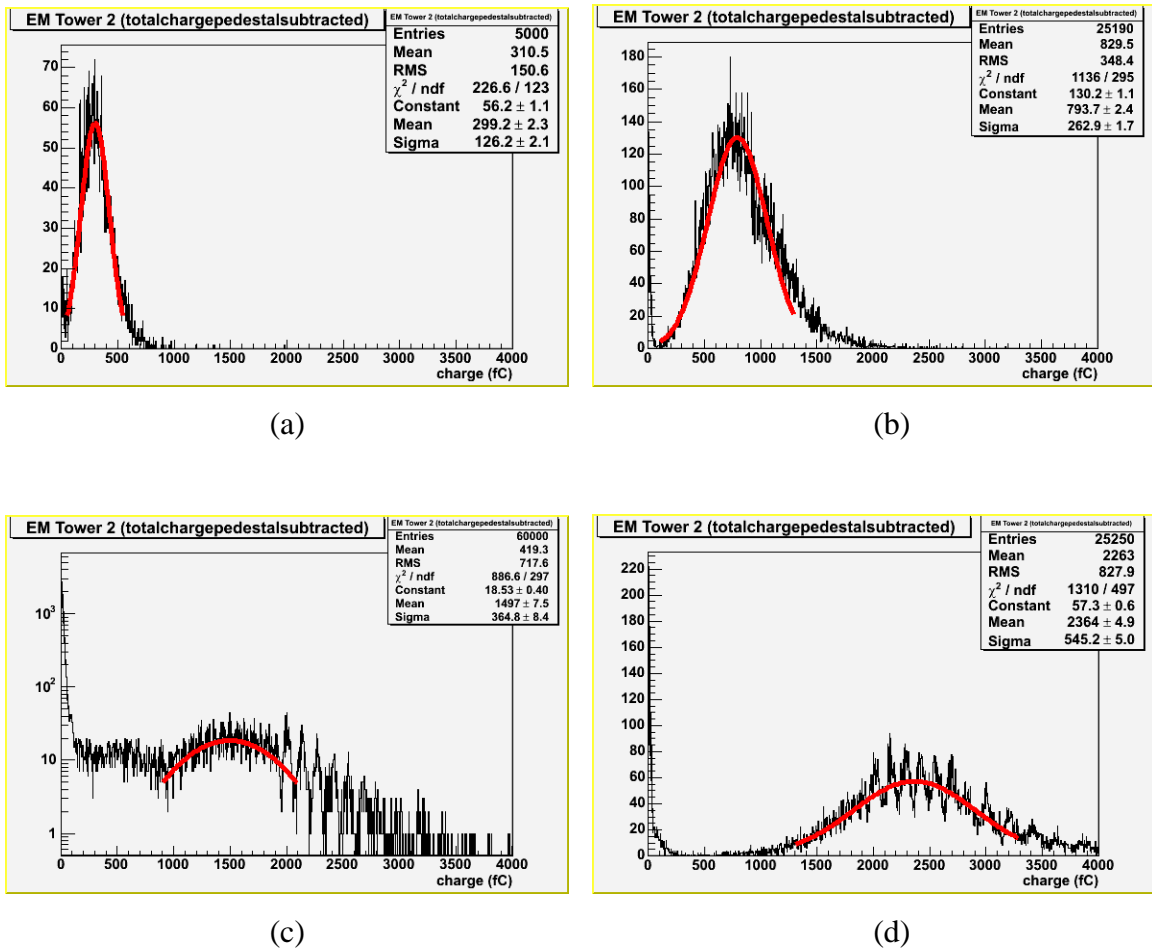 EM Tower 2 (totalchargepedestalsubtracted)
EM Tower 2 (totalchargepedestalsubtracted)
Entries 5000
Mean 310.5
RMS 150.6
χ² / ndf 226.6 / 123
Constant 56.2 ± 1.1
Mean 299.2 ± 2.3
Sigma 126.2 ± 2.1
70
60
50
40
30
20
10
0
0 500 1000 1500 2000 2500 3000 3500 4000
charge (fC)
(a)
EM Tower 2 (totalchargepedestalsubtracted)
EM Tower 2 (totalchargepedestalsubtracted)
Entries 25190
Mean 829.5
RMS 348.4
χ² / ndf 1136 / 295
Constant 130.2 ± 1.1
Mean 793.7 ± 2.4
Sigma 262.9 ± 1.7
180
160
140
120
100
80
60
40
20
0
0 500 1000 1500 2000 2500 3000 3500 4000
charge (fC)
(b)
EM Tower 2 (totalchargepedestalsubtracted)
EM Tower 2 (totalchargepedestalsubtracted)
Entries 60000
Mean 419.3
RMS 717.6
χ² / ndf 886.6 / 297
Constant 18.53 ± 0.40
Mean 1497 ± 7.5
Sigma 364.8 ± 8.4
10³
10²
10
1
0 500 1000 1500 2000 2500 3000 3500 4000
charge (fC)
(c)
EM Tower 2 (totalchargepedestalsubtracted)
EM Tower 2 (totalchargepedestalsubtracted)
Entries 25250
Mean 2263
RMS 827.9
χ² / ndf 1310 / 497
Constant 57.3 ± 0.6
Mean 2364 ± 4.9
Sigma 545.2 ± 5.0
220
200
180
160
140
120
100
80
60
40
20
0
0 500 1000 1500 2000 2500 3000 3500 4000
charge (fC)
(d)